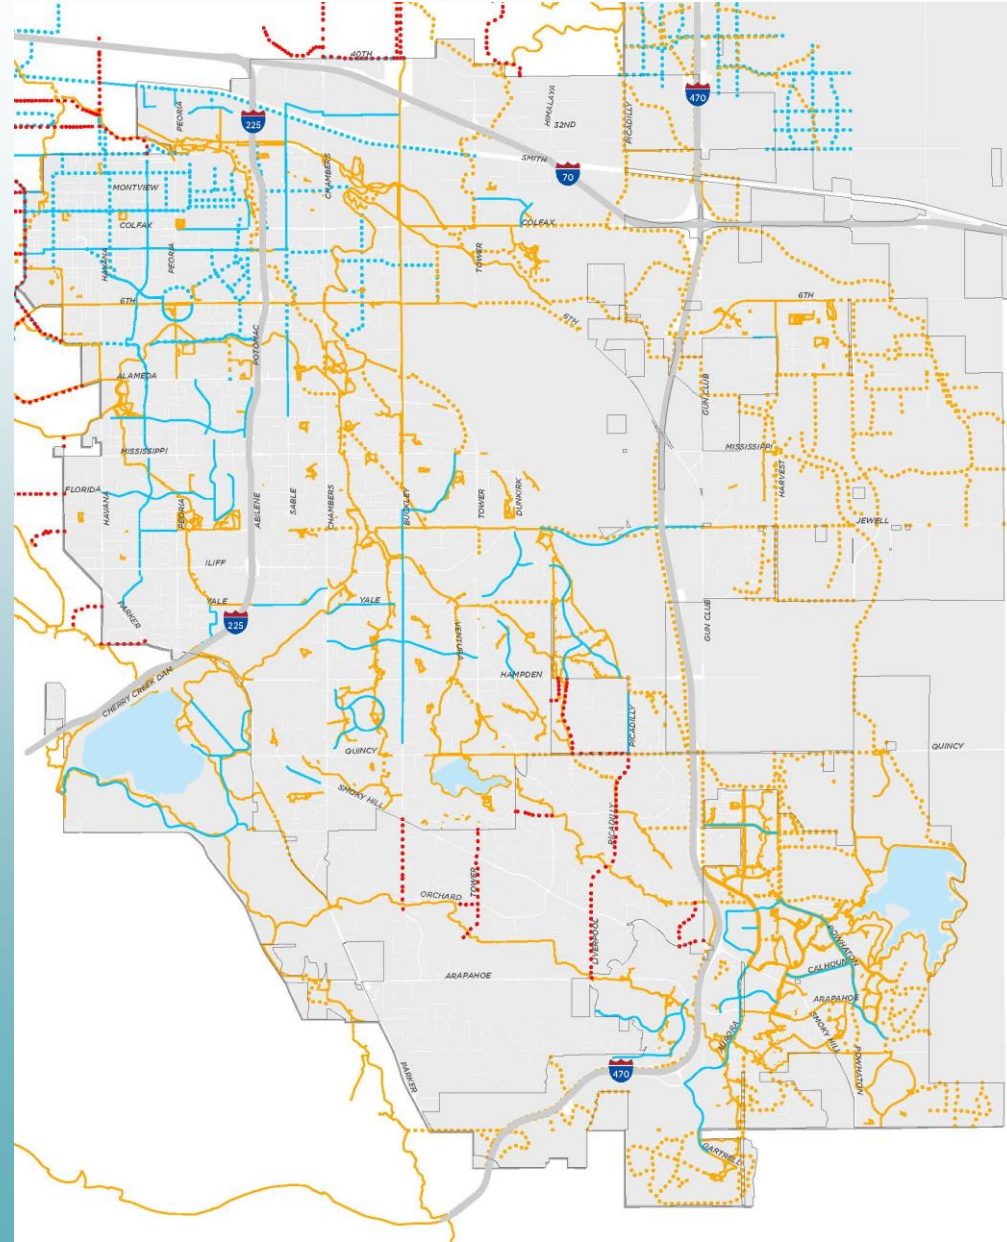 40TH
470
PEORIA
225
HIMALAYA
32ND
PICADILLY
CHAMBERS
SMITH
70
MONTVIEW
COLFAX
COLFAX
HAVANA
PEORIA
TOWER
6TH
6TH
6TH
POTOMAC
ALAMEDA
GUN CLUB
MISSISSIPPI
MISSISSIPPI
HARVEST
FLORIDA
HAVANA
PEORIA
ABILENE
SABLE
CHAMBERS
BUCKLEY
TOWER
DUNKIRK
JEWELL
ILIFF
YALE
YALE
PARKER
225
VENTURA
GUN CLUB
HAMPDEN
CHERRY CREEK DAM
PICADILLY
QUINCY
QUINCY
SMOKY HILL
PICADILLY
ORCHARD
TOWER
LIVERPOOL
POWHATON
CALHOUN
ARAPAHOE
ARAPAHOE
AURORA
SMOKY HILL
POWHATON
PARKER
470
GARTRELL